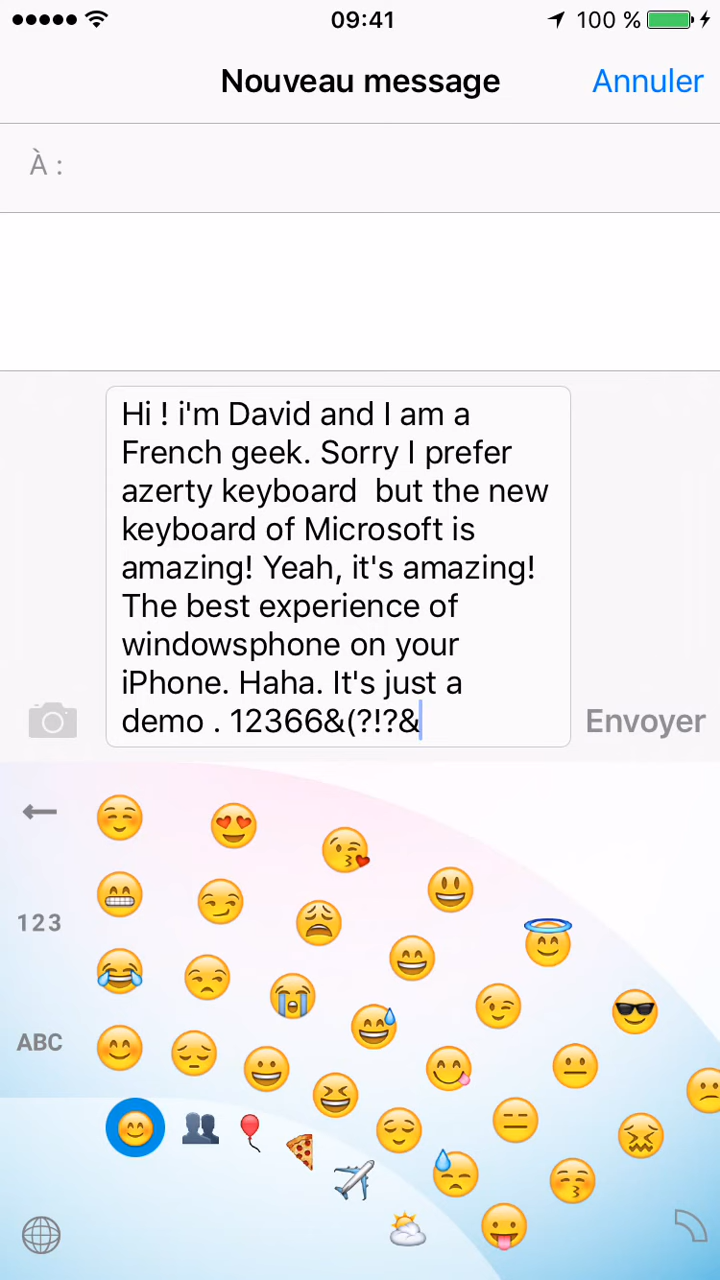 09:41
100 %
Nouveau message
Annuler
À :
Hi ! i'm David and I am a
French geek. Sorry I prefer
azerty keyboard  but the new
keyboard of Microsoft is
amazing! Yeah, it's amazing!
The best experience of
windowsphone on your
iPhone. Haha. It's just a
demo . 12366&(?!?&
Envoyer
123
ABC